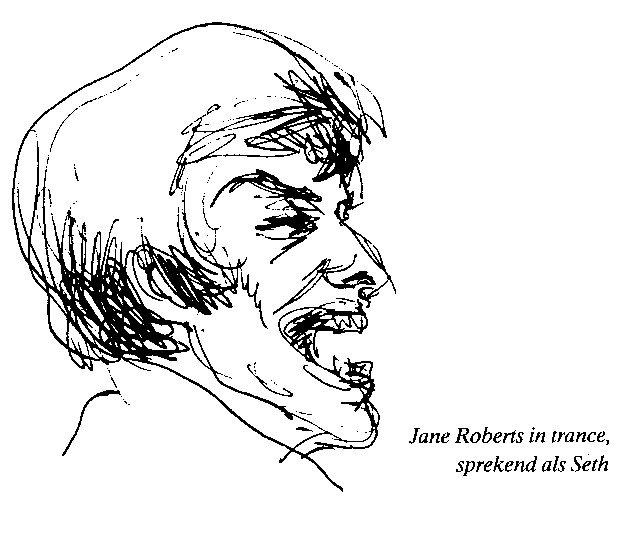 Jane Roberts in trance,
sprekend als Seth